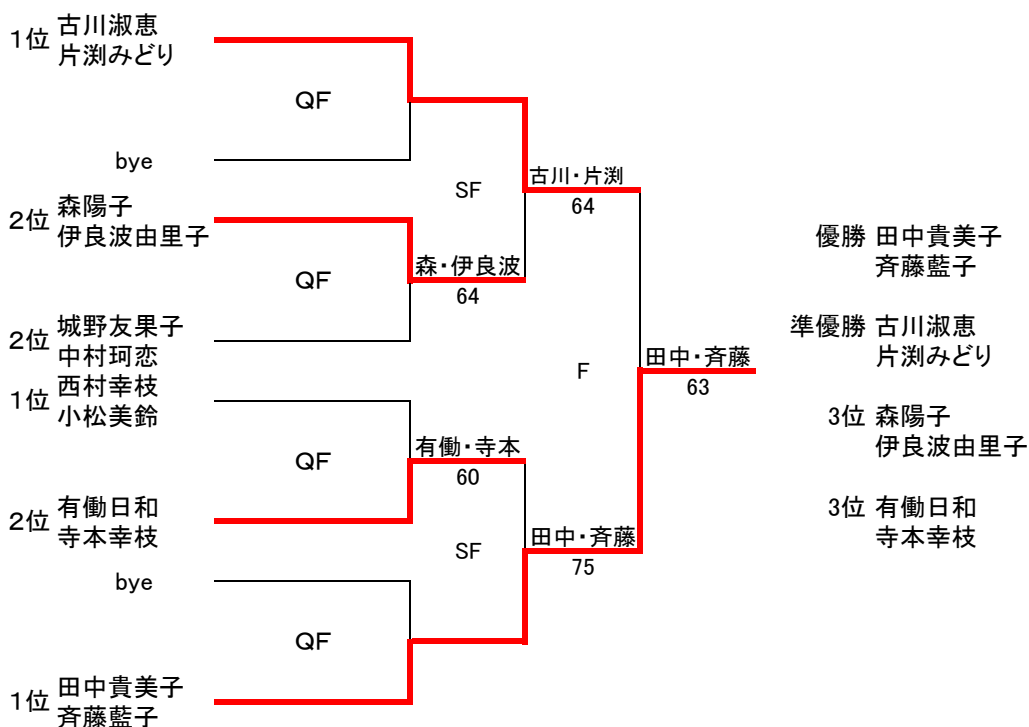 1位 古川淑恵
片渕みどり
QF
bye
SF
古川・片渕
64
2位 森陽子
伊良波由里子
QF
森・伊良波
64
2位 城野友果子
中村珂恋
1位 西村幸枝
小松美鈴
QF
有働・寺本
60
2位 有働日和
寺本幸枝
SF
田中・斉藤
75
bye
QF
1位 田中貴美子
斉藤藍子
F
田中・斉藤
63
優勝 田中貴美子
斉藤藍子
準優勝 古川淑恵
片渕みどり
3位 森陽子
伊良波由里子
3位 有働日和
寺本幸枝